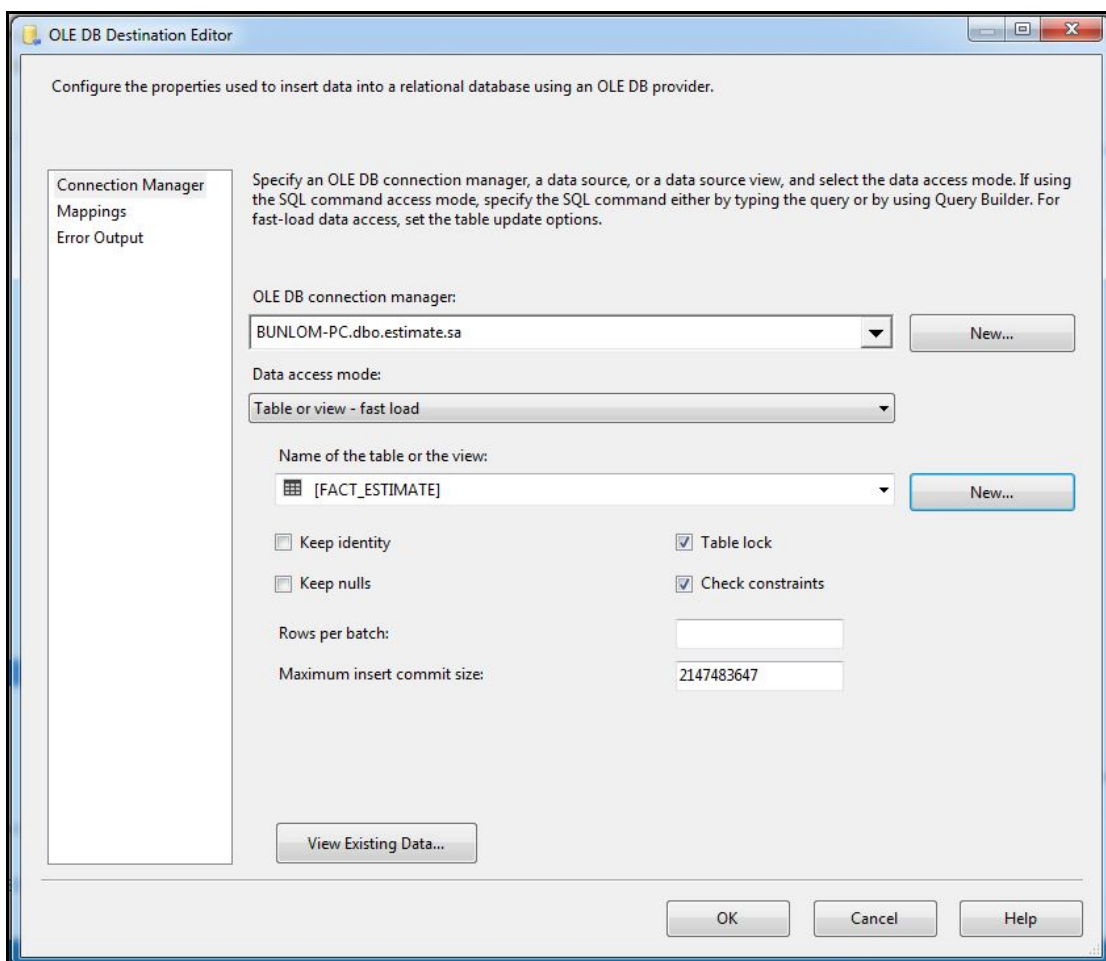 OLE DB Destination Editor
Configure the properties used to insert data into a relational database using an OLE DB provider.
Connection Manager
Mappings
Error Output
Specify an OLE DB connection manager, a data source, or a data source view, and select the data access mode. If using
the SQL command access mode, specify the SQL command either by typing the query or by using Query Builder. For
fast-load data access, set the table update options.
OLE DB connection manager:
BUNLOM-PC.dbo.estimate.sa
New...
Data access mode:
Table or view - fast load
Name of the table or the view:
[FACT_ESTIMATE]
New...
Keep identity
Table lock
Keep nulls
Check constraints
Rows per batch:
Maximum insert commit size:
2147483647
View Existing Data...
OK
Cancel
Help